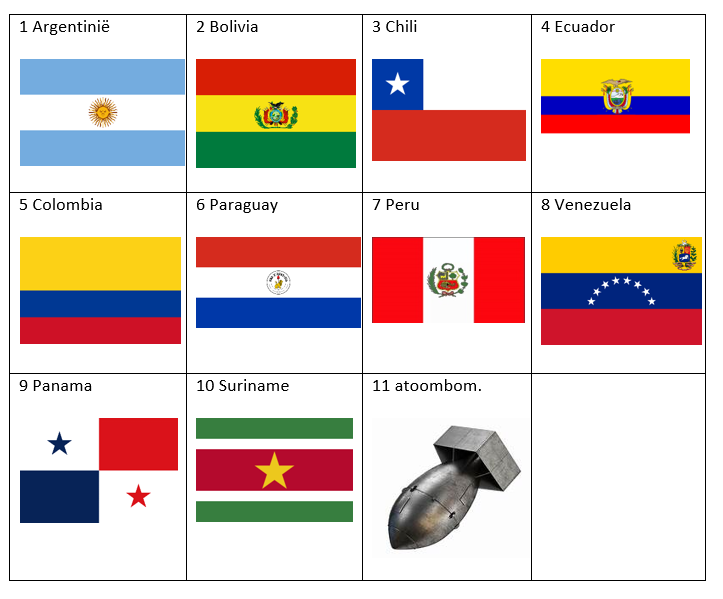 1 Argentinië
2 Bolivia
3 Chili
4 Ecuador
5 Colombia
6 Paraguay
7 Peru
8 Venezuela
9 Panama
10 Suriname
11 atoombom.